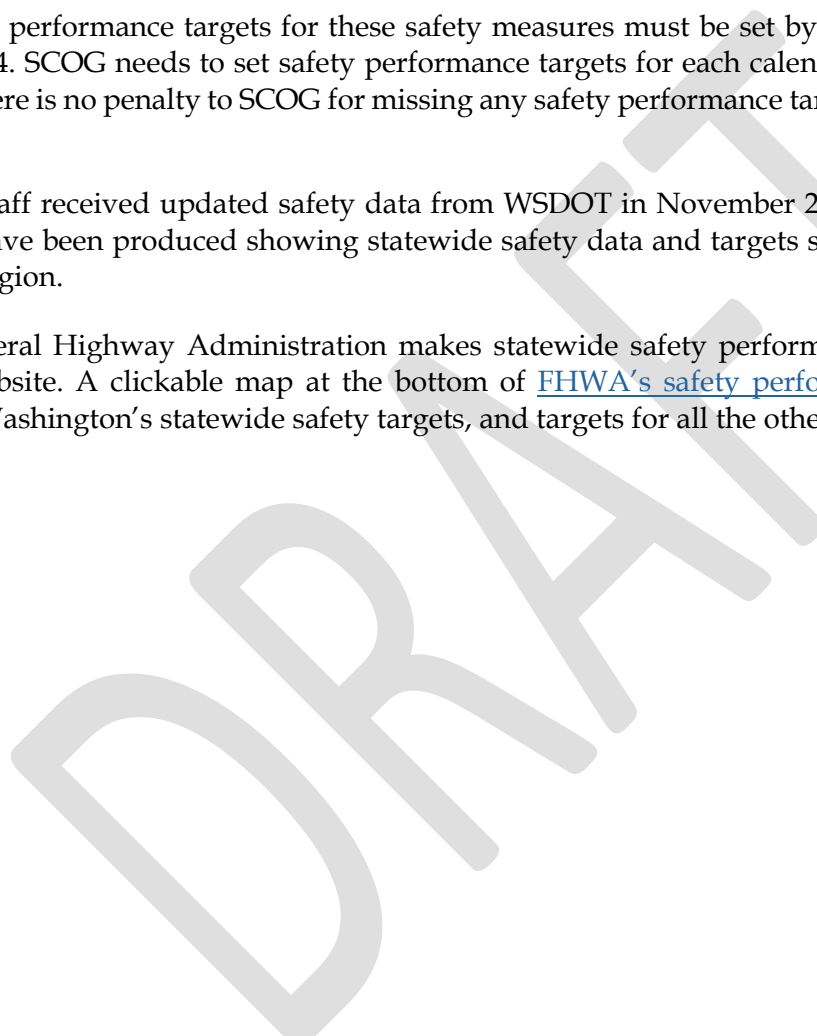 performance targets for these safety measures must be set by
4. SCOG needs to set safety performance targets for each calen
ere is no penalty to SCOG for missing any safety performance tar
aff received updated safety data from WSDOT in November 2
ave been produced showing statewide safety data and targets s
gion.
eral Highway Administration makes statewide safety perform
bsite. A clickable map at the bottom of FHWA's safety perfo
Washington's statewide safety targets, and targets for all the othe
DRAFT